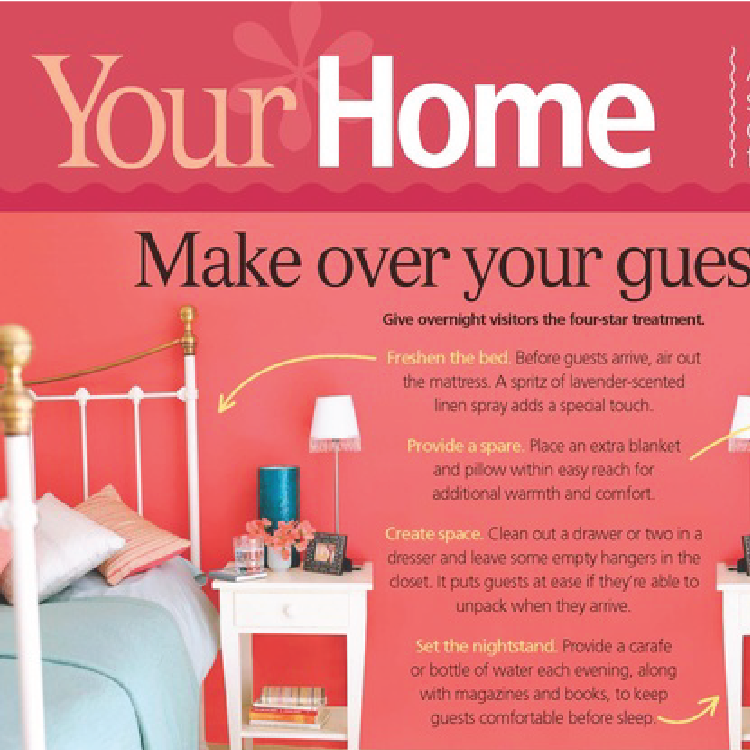 Your Home
Make over your gues
Give overnight visitors the four-star treatment.
Freshen the bed. Before guests arrive, air out
the mattress. A spritz of lavender-scented
linen spray adds a special touch.
Provide a spare. Place an extra blanket
and pillow within easy reach for
additional warmth and comfort.
Create space. Clean out a drawer or two in a
dresser and leave some empty hangers in the
closet. It puts guests at ease if they're able to
unpack when they arrive.
Set the nightstand. Provide a carafe
or bottle of water each evening, along
with magazines and books, to keep
guests comfortable before sleep.